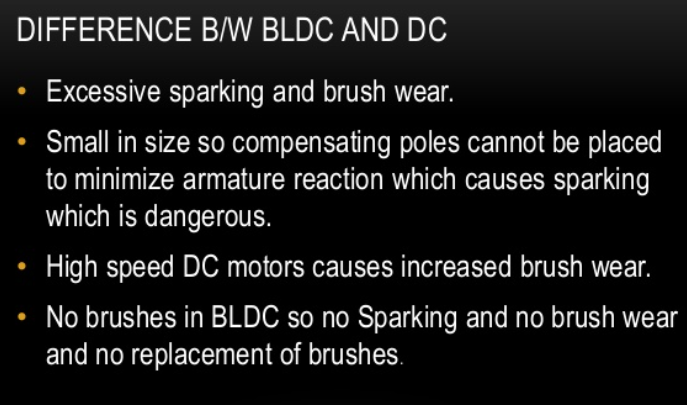 DIFFERENCE B/W BLDC AND DC
• Excessive sparking and brush wear.
• Small in size so compensating poles cannot be placed
to minimize armature reaction which causes sparking
which is dangerous.
• High speed DC motors causes increased brush wear.
• No brushes in BLDC so no Sparking and no brush wear
and no replacement of brushes.